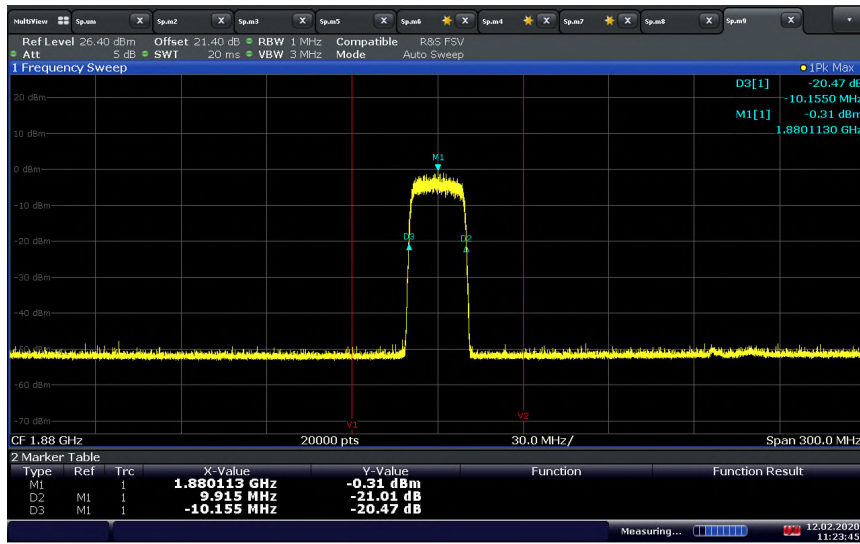 MultiView Sp.um X Sp.m2 X Sp.m3 X Sp.m5 X Sp.m6 X Sp.m4 X Sp.m7 X Sp.m8 X Sp.m9 X
Ref Level 26.40 dBm Offset 21.40 dB RBW 1 MHz Compatible R&S FSV
Att 5 dB SWT 20 ms VBW 3 MHz Mode Auto Sweep
1 Frequency Sweep 1Pk Max
D3[1] -20.47 dB
-10.1550 MHz
M1[1] -0.31 dBm
1.8801130 GHz
20 dBm
10 dBm
M1
0 dBm
-10 dBm
D3 D2
-20 dBm
-30 dBm
-40 dBm
-60 dBm
V2
-70 dBm
V1
CF 1.88 GHz 20000 pts 30.0 MHz/ Span 300.0 MHz
2 Marker Table
Type Ref Trc X-Value Y-Value Function Function Result
M1 1 1.880113 GHz -0.31 dBm
D2 M1 1 9.915 MHz -21.01 dB
D3 M1 1 -10.155 MHz -20.47 dB
Measuring... 12.02.2020
11:23:45